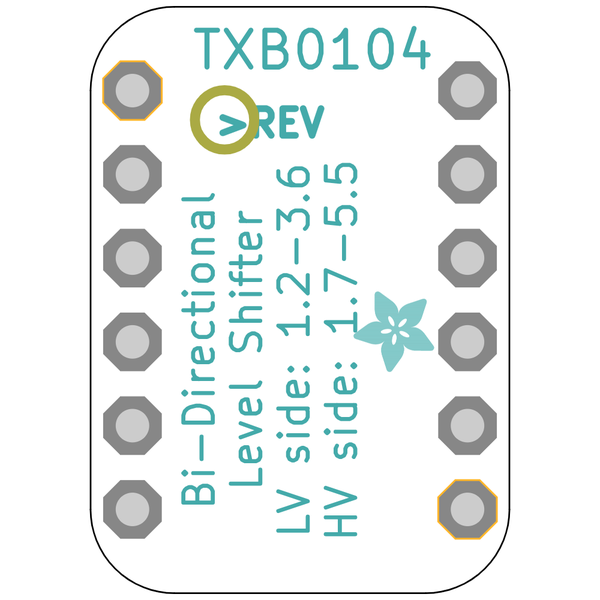 TXB0104
>REV
Bi-Directional
Level Shifter
LV side: 1.2-3.6
HV side: 1.7-5.5